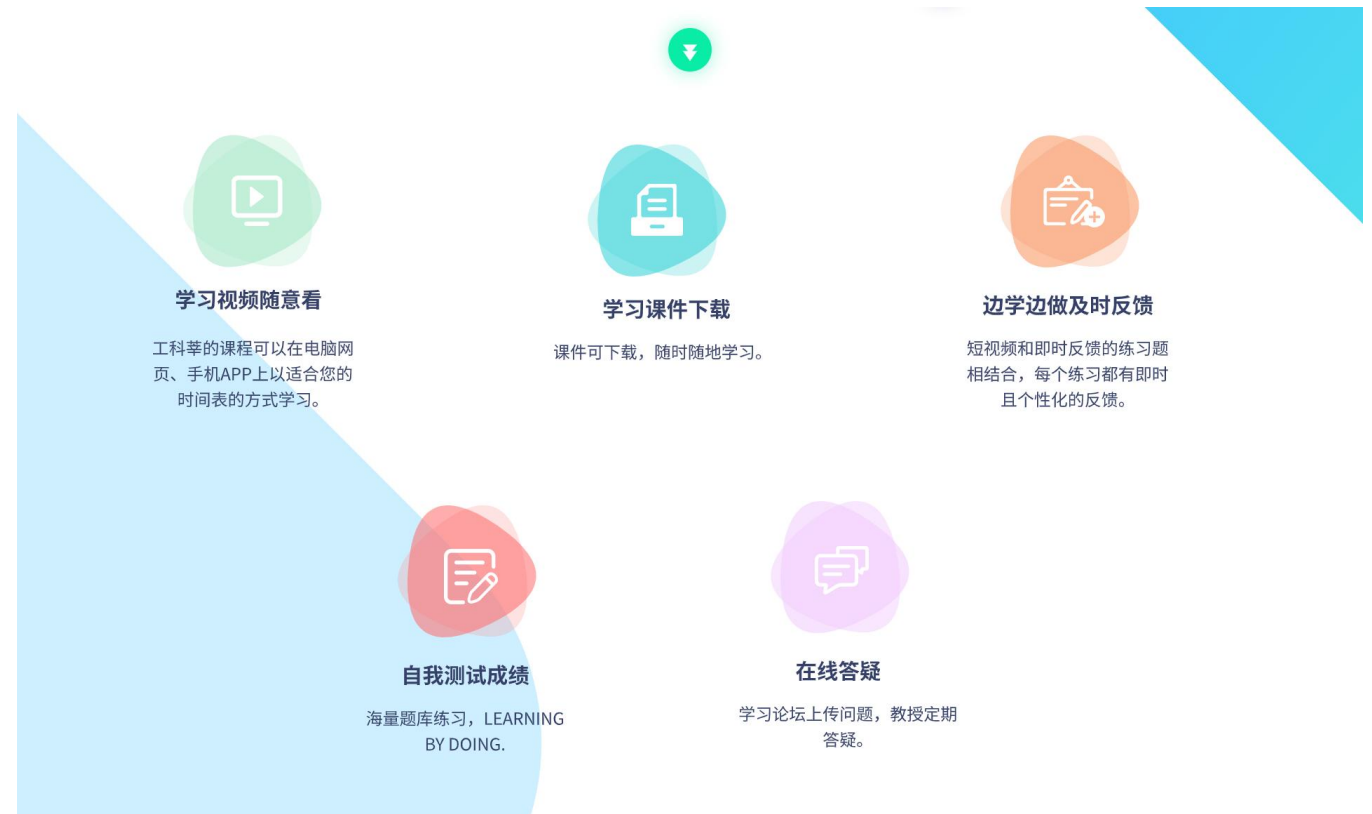 学习视频随意看
工科莘的课程可以在电脑网
页、手机APP上以适合您的
时间表的方式学习。
学习课件下载
课件可下载，随时随地学习。
边学边做及时反馈
短视频和即时反馈的练习题
相结合，每个练习都有即时
且个性化的反馈。
自我测试成绩
海量题库练习，LEARNING
BY DOING.
在线答疑
学习论坛上传问题，教授定期
答疑。